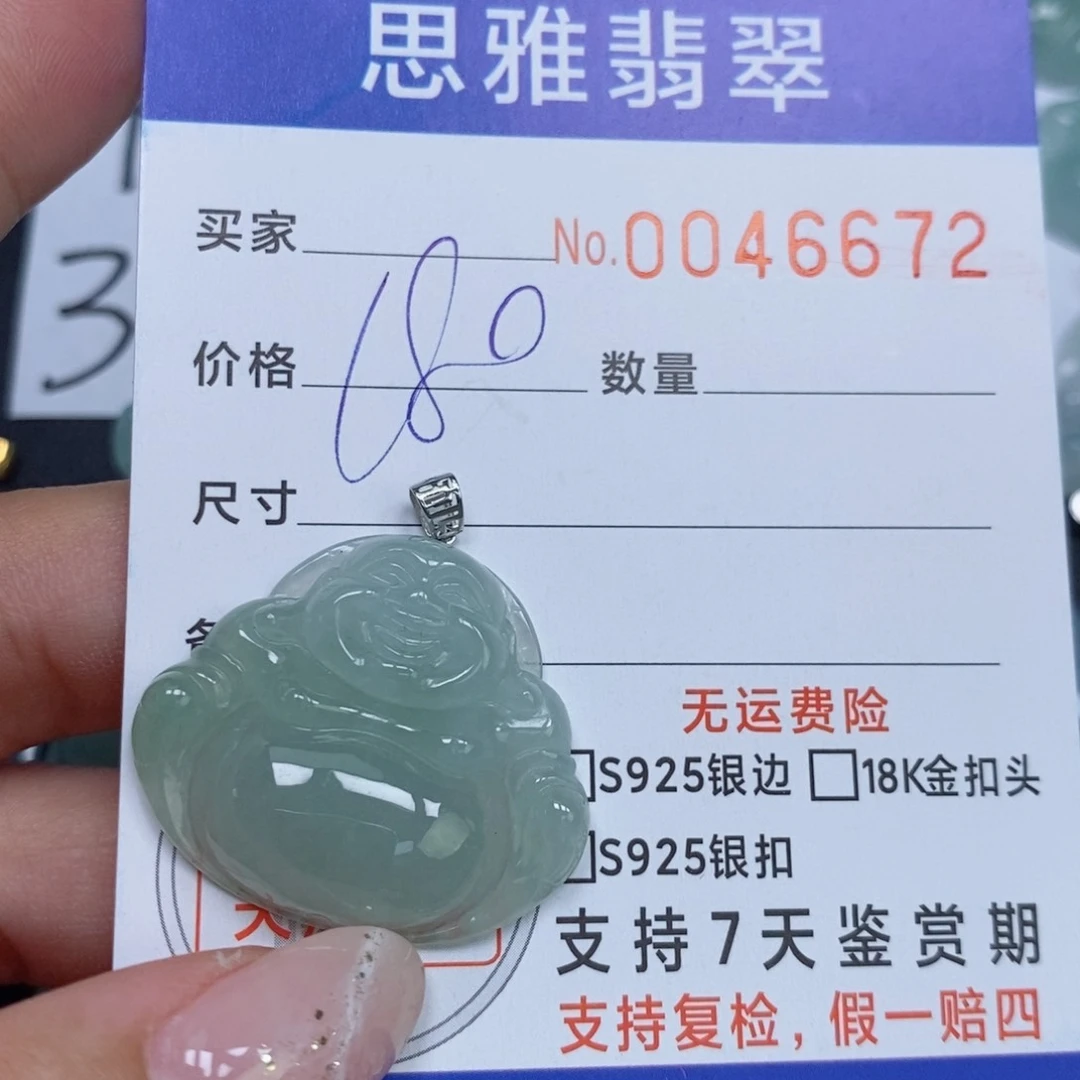 思雅翡翠
买家 No.0046672
3
价格 180 数量
尺寸
无运费险
S925银边 18K金扣头
S925银扣
支持7天鉴赏期
支持复检，假一赔四